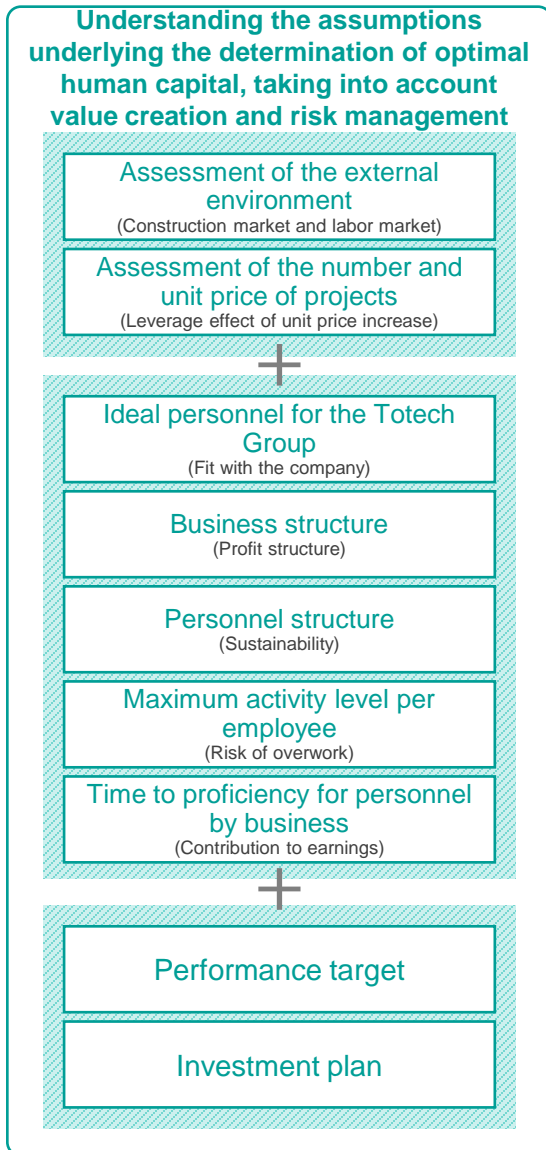 Understanding the assumptions
underlying the determination of optimal
human capital, taking into account
value creation and risk management
Assessment of the external
environment
(Construction market and labor market)
Assessment of the number and
unit price of projects
(Leverage effect of unit price increase)
+
Ideal personnel for the Totech
Group
(Fit with the company)
Business structure
(Profit structure)
Personnel structure
(Sustainability)
Maximum activity level per
employee
(Risk of overwork)
Time to proficiency for personnel
by business
(Contribution to earnings)
+
Performance target
Investment plan